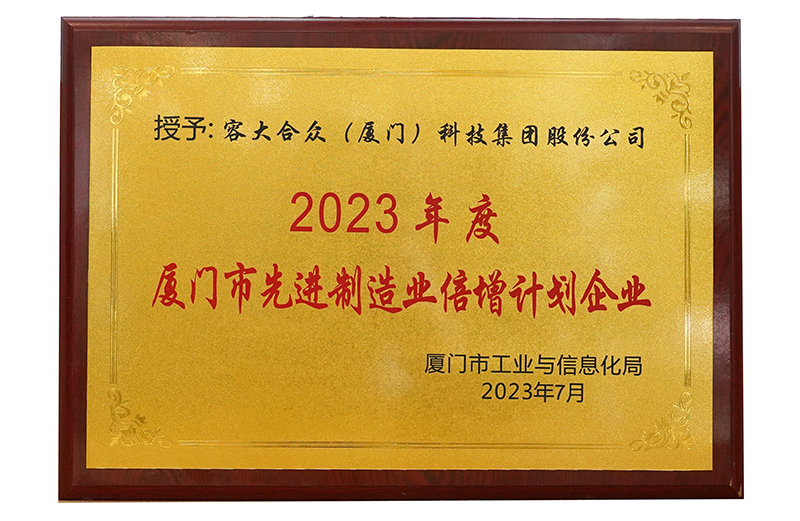 授予:容大合众（厦门）科技集团股份公司
2023年度
厦门市先进制造业倍增计划企业
厦门市工业与信息化局
2023年7月